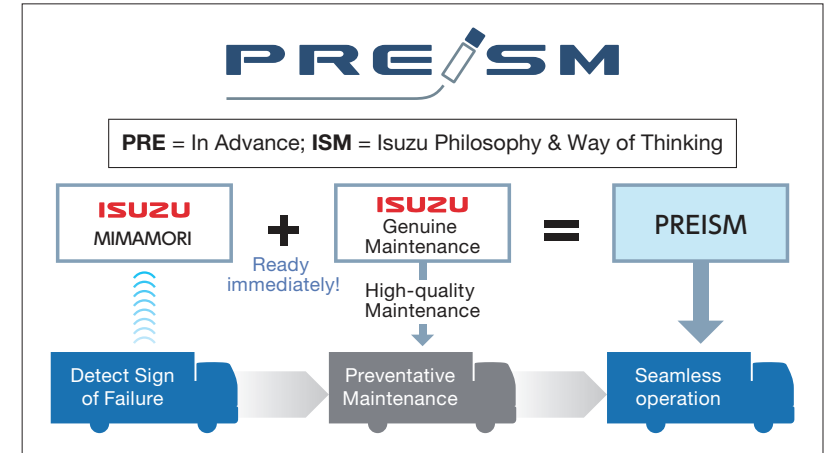 PREISM
PRE = In Advance; ISM = Isuzu Philosophy & Way of Thinking
ISUZU
MIMAMORI
+
Ready
immediately!
ISUZU
Genuine
Maintenance
=
PREISM
High-quality
Maintenance
Detect Sign
of Failure
Preventative
Maintenance
Seamless
operation